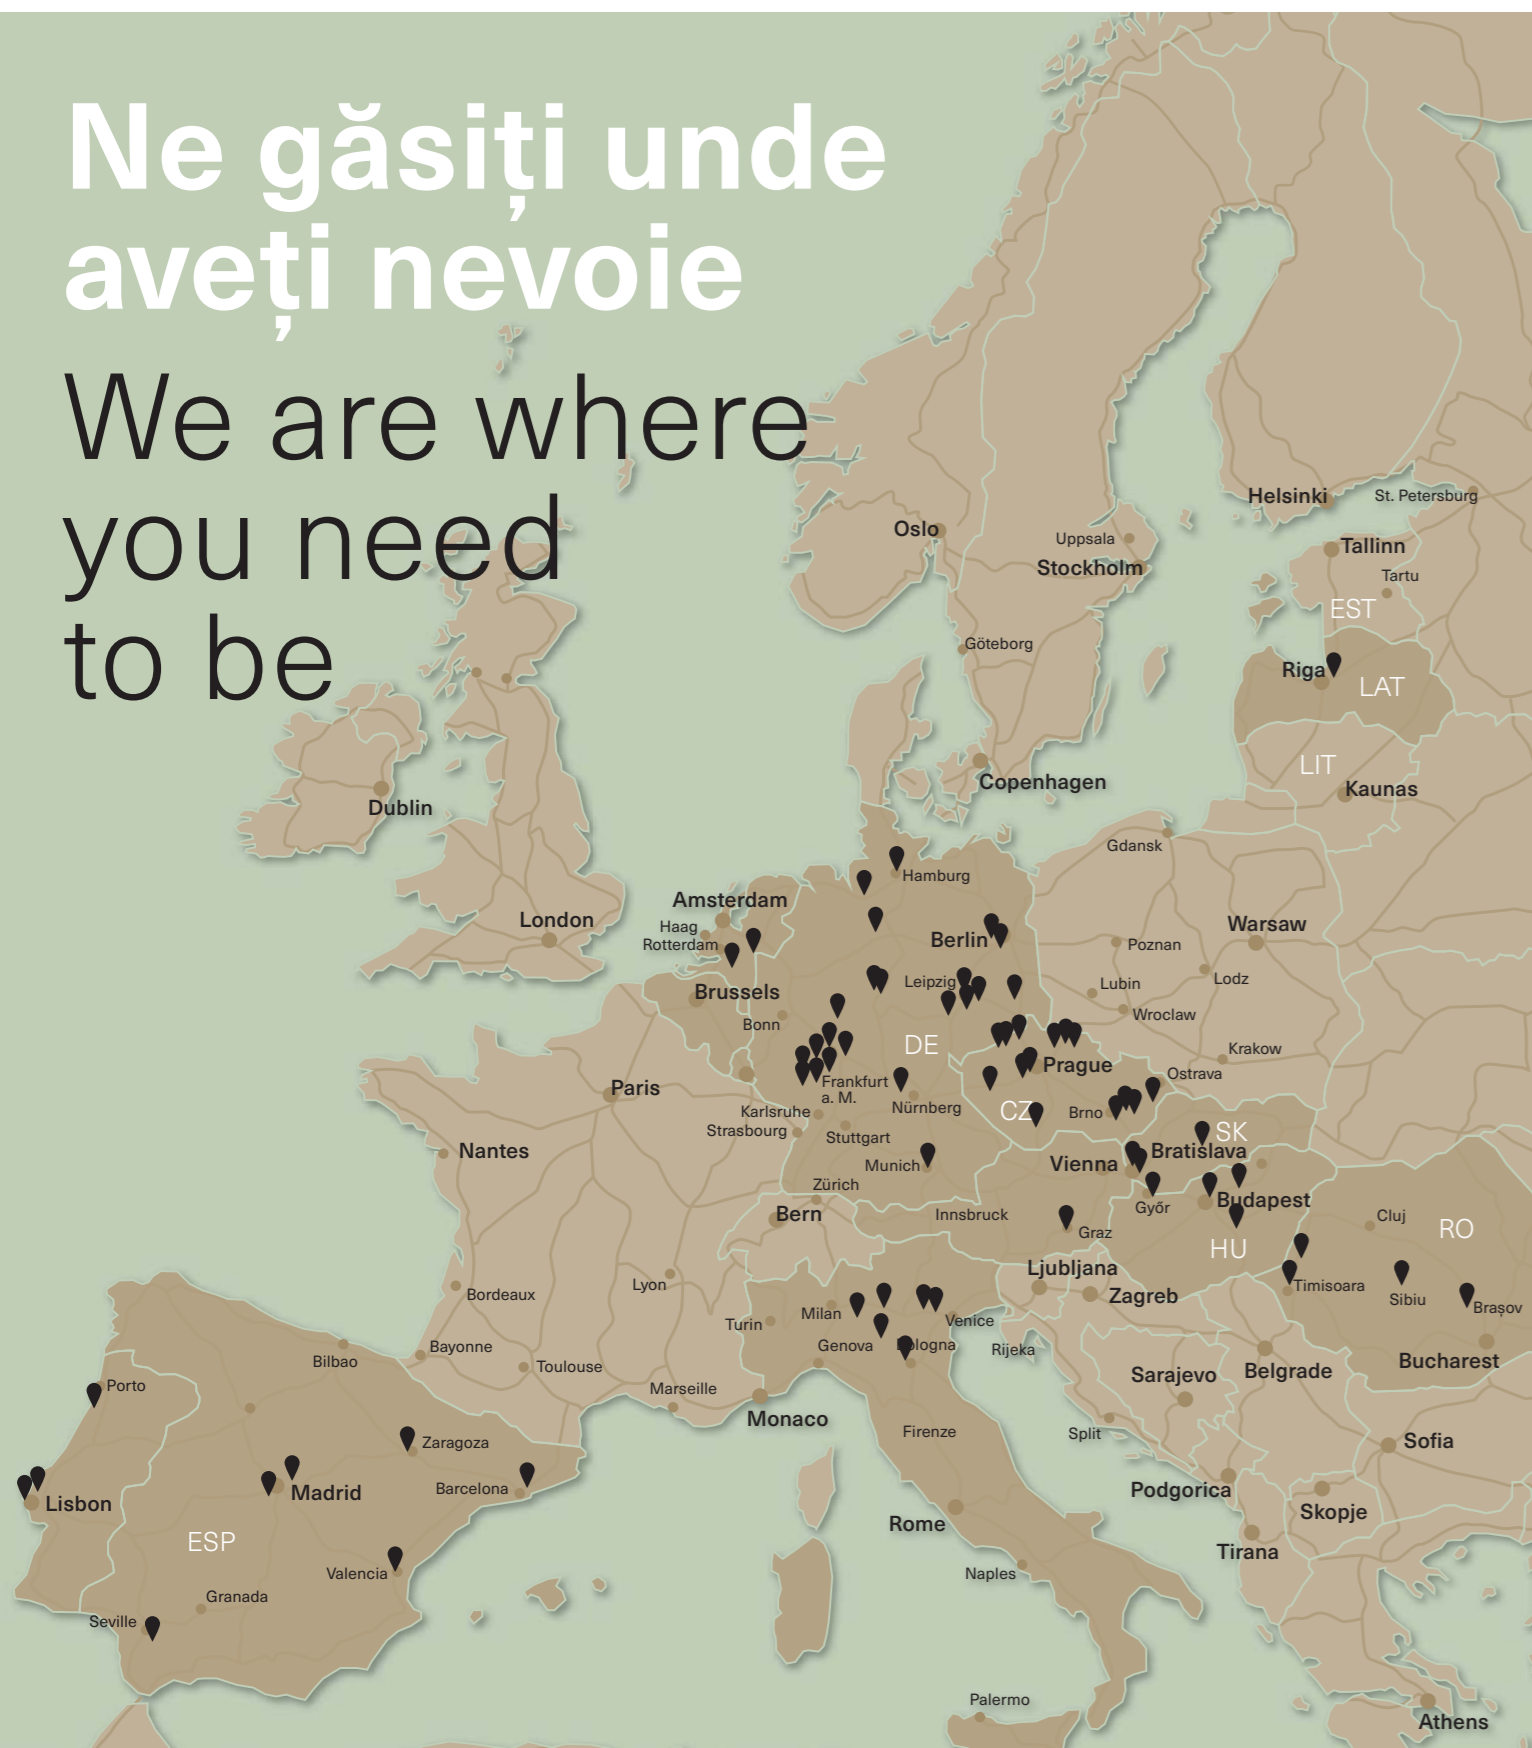 Ne găsiți unde
aveți nevoie
We are where
you need
to be
Helsinki
St. Petersburg
Oslo
Uppsala
Stockholm
Tallinn
Tartu
EST
Göteborg
Riga
LAT
LIT
Kaunas
Copenhagen
Dublin
Gdansk
Hamburg
Amsterdam
London
Haag
Rotterdam
Berlin
Warsaw
Poznan
Brussels
Leipzig
Lubin
Lodz
Bonn
Wroclaw
DE
Krakow
Paris
Prague
Ostrava
Frankfurt
a. M.
Nürnberg
CZ
Brno
Karlsruhe
Strasbourg
Stuttgart
SK
Nantes
Munich
Vienna
Bratislava
Zürich
Bern
Innsbruck
Győr
Budapest
Graz
Cluj
RO
HU
Ljubljana
Lyon
Bordeaux
Zagreb
Timisoara
Sibiu
Brașov
Turin
Milan
Venice
Genova
Bologna
Rijeka
Bayonne
Bilbao
Toulouse
Bucharest
Sarajevo
Belgrade
Porto
Marseille
Monaco
Firenze
Split
Sofia
Zaragoza
Barcelona
Madrid
Lisbon
Podgorica
Skopje
Rome
ESP
Tirana
Valencia
Naples
Granada
Seville
Palermo
Athens